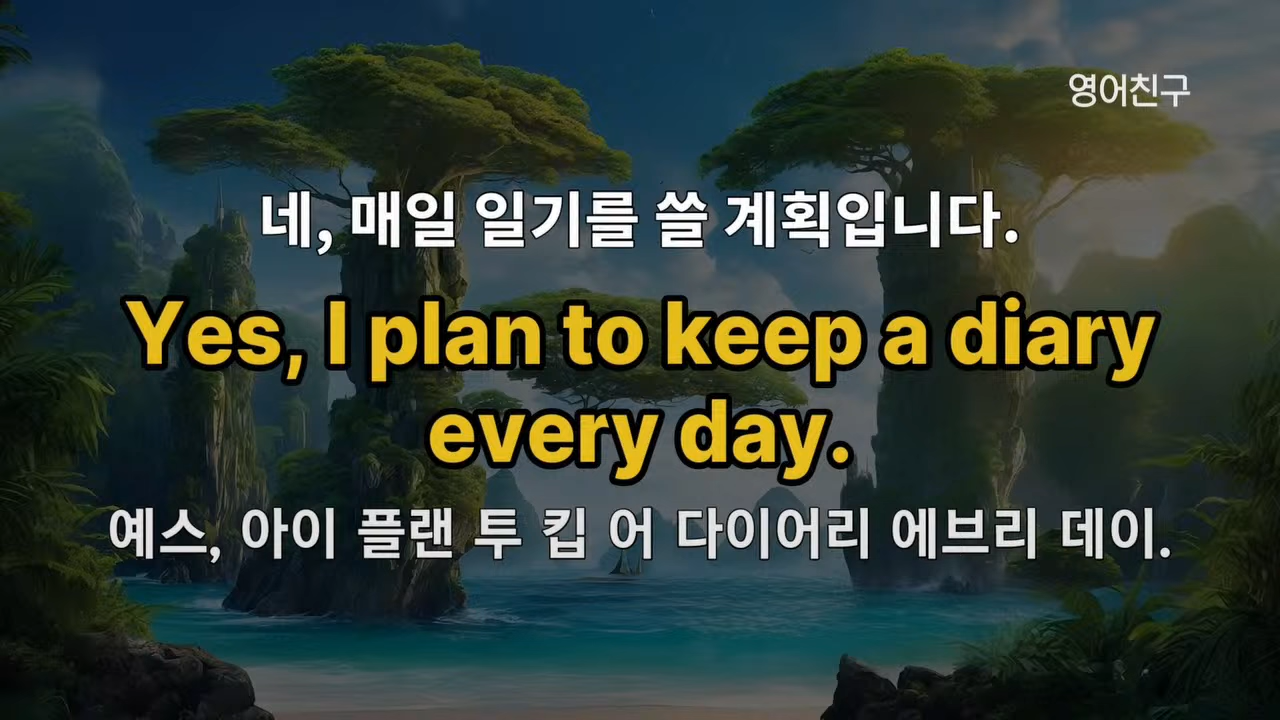 영어친구
네, 매일 일기를 쓸 계획입니다.
Yes, I plan to keep a diary
every day.
예스, 아이 플랜 투 킵 어 다이어리 에브리 데이.